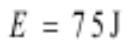 E = 75J